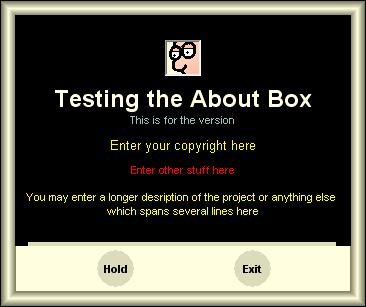 Testing the About Box
This is for the version
Enter your copyright here
Enter other stuff here
You may enter a longer desription of the project or anything else
which spans several lines here
Hold
Exit